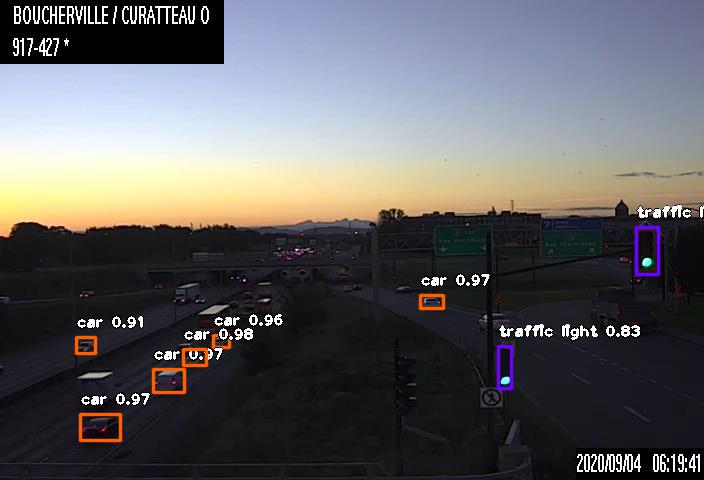 BOUCHERVILLE / CURATTEAU O
917-427 *
traffic l
car 0.97
traffic light 0.83
car 0.96
car 0.91
car 0.98
car 0.97
car 0.97
2020/09/04 06:19:41